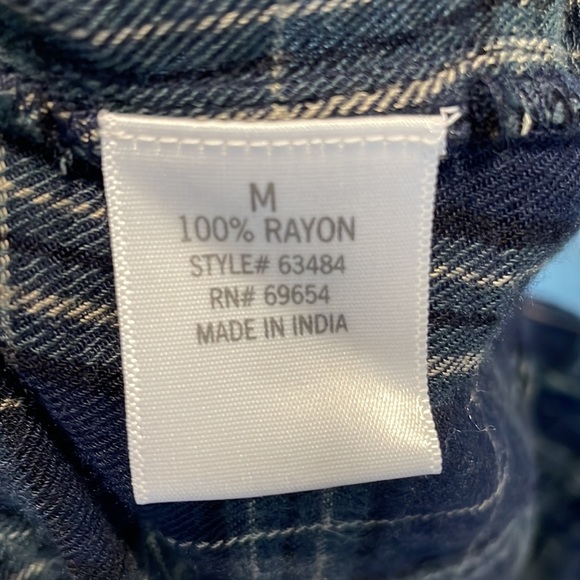 M
100% RAYON
STYLE# 63484
RN# 69654
MADE IN INDIA